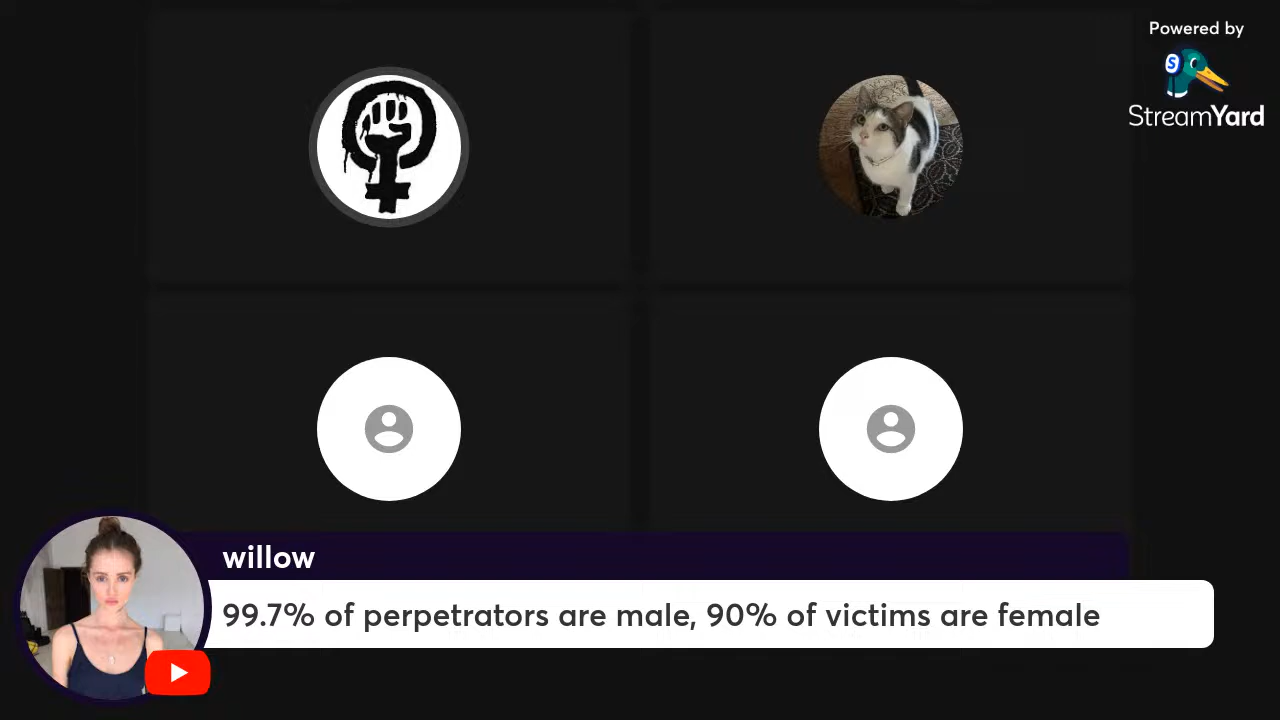 Powered by
StreamYard
willow
99.7% of perpetrators are male, 90% of victims are female